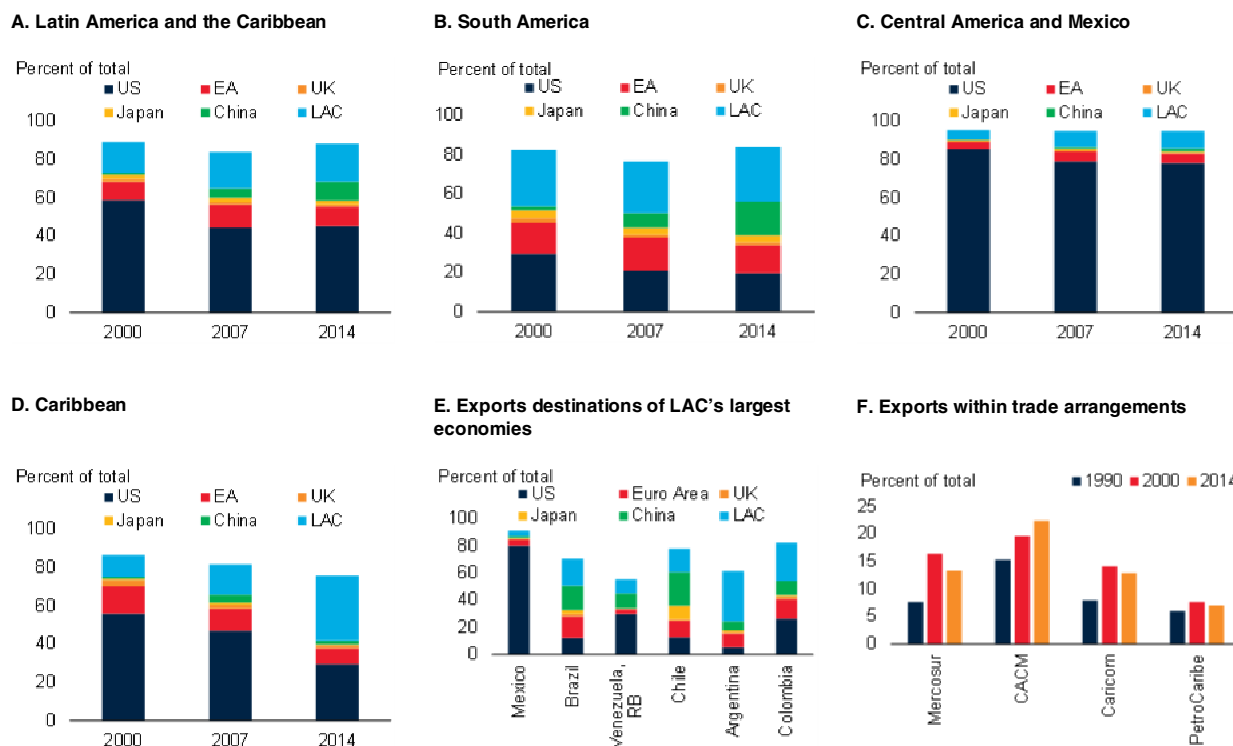 A. Latin America and the Caribbean
Percent of total
US EA UK
Japan China LAC
100
80
60
40
20
0
2000 2007 2014
B. South America
Percent of total
US EA UK
Japan China LAC
100
80
60
40
20
0
2000 2007 2014
C. Central America and Mexico
Percent of total
US EA UK
Japan China LAC
100
80
60
40
20
0
2000 2007 2014
D. Caribbean
Percent of total
US EA UK
Japan China LAC
100
80
60
40
20
0
2000 2007 2014
E. Exports destinations of LAC's largest
economies
Percent of total
US Euro Area UK
Japan China LAC
100
80
60
40
20
0
Mexico
Brazil
Venezuela,
RB
Chile
Argentina
Colombia
F. Exports within trade arrangements
Percent of total
1990 2000 2014
25
20
15
10
5
0
Mercosur
CACM
Caricom
PetroCaribe